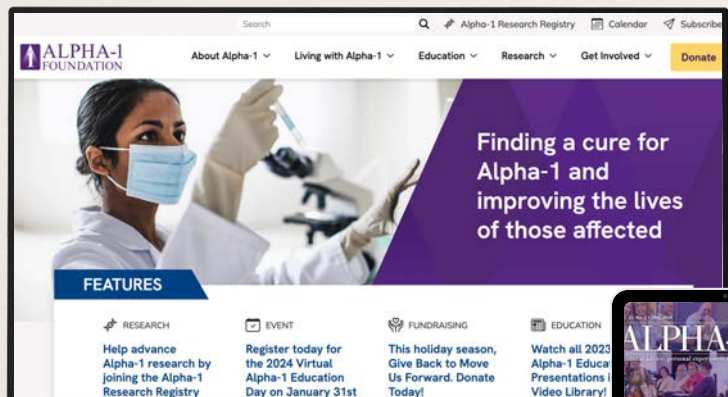 Search
Alpha-1 Research Registry
Calendar
Subscribe
ALPHA-1
FOUNDATION
About Alpha-1
Living with Alpha-1
Education
Research
Get Involved
Donate
Finding a cure for
Alpha-1 and
improving the lives
of those affected
FEATURES
RESEARCH
Help advance
Alpha-1 research by
joining the Alpha-1
Research Registry
EVENT
Register today for
the 2024 Virtual
Alpha-1 Education
Day on January 31st
FUNDRAISING
This holiday season,
Give Back to Move
Us Forward. Donate
Today!
EDUCATION
Watch all 2023
Alpha-1
Presentations
Video Library!
ALPHA-